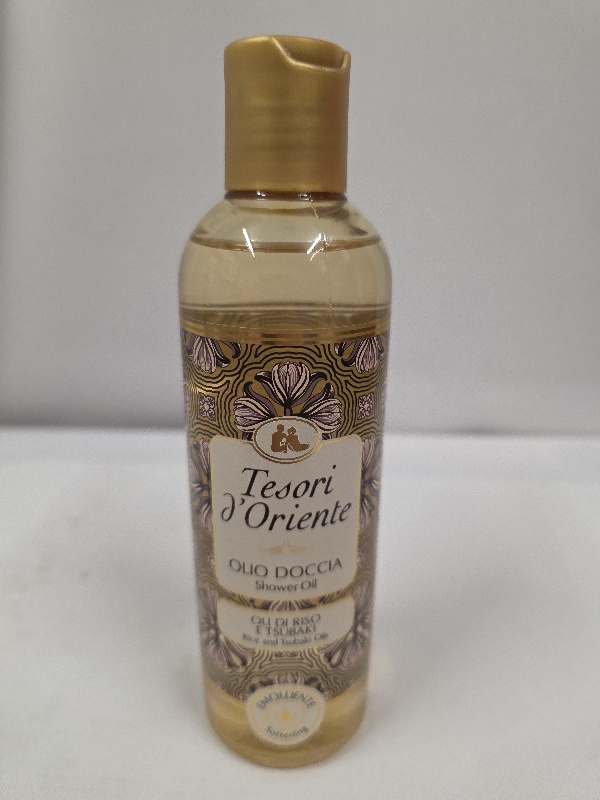 Tesori
d'Oriente
OLIO DOCCIA
Shower Oil
OLI DI RISO
E TSUBAKI
Rice and Tsubaki Oils
EMOLLIENTE
Softening